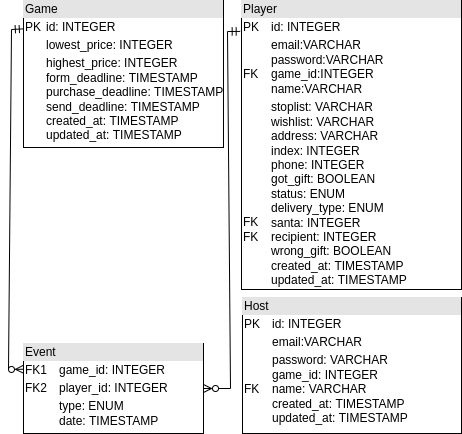 Game
PK id: INTEGER
lowest_price: INTEGER
highest_price: INTEGER
form_deadline: TIMESTAMP
purchase_deadline: TIMESTAMP
send_deadline: TIMESTAMP
created_at: TIMESTAMP
updated_at: TIMESTAMP
Player
PK id: INTEGER
email:VARCHAR
password:VARCHAR
FK game_id:INTEGER
name:VARCHAR
stoplist: VARCHAR
wishlist: VARCHAR
address: VARCHAR
index: INTEGER
phone: INTEGER
got_gift: BOOLEAN
status: ENUM
delivery_type: ENUM
FK santa: INTEGER
FK recipient: INTEGER
wrong_gift: BOOLEAN
created_at: TIMESTAMP
updated_at: TIMESTAMP
Event
FK1 game_id: INTEGER
FK2 player_id: INTEGER
type: ENUM
date: TIMESTAMP
Host
PK id: INTEGER
email:VARCHAR
password: VARCHAR
game_id: INTEGER
FK name: VARCHAR
created_at: TIMESTAMP
updated_at: TIMESTAMP